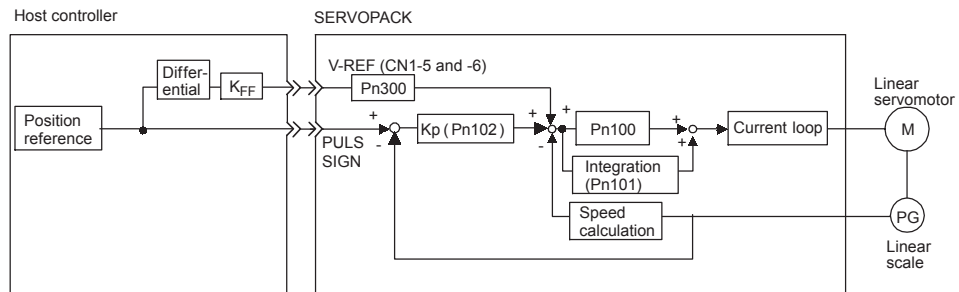 Host controller
SERVOPACK
V-REF (CN1-5 and -6)
Differ-
ential
KFF
Pn300
Linear
servomotor
Position
reference
+
-
Kp (Pn102)
+
+
-
+
Pn100
+
+
Current loop
M
PULS
SIGN
Integration
(Pn101)
Speed
calculation
PG
Linear
scale